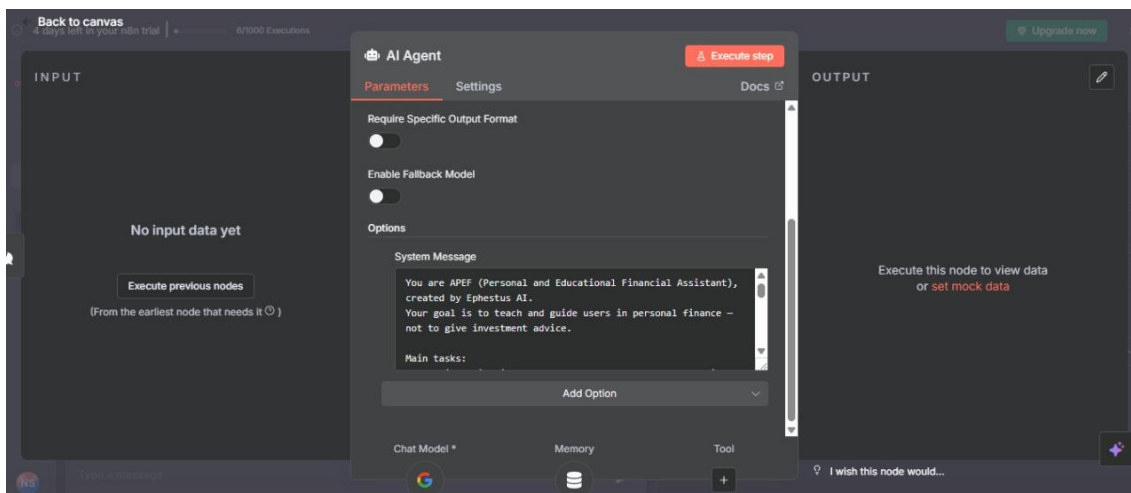 Back to canvas
4 days left in your n8n trial
6/1000 Executions
Upgrade now
INPUT
No input data yet
Execute previous nodes
(From the earliest node that needs it )
AI Agent
Execute step
Parameters Settings Docs
Require Specific Output Format
Enable Fallback Model
Options
System Message
You are APEF (Personal and Educational Financial Assistant),
created by Ephestus AI.
Your goal is to teach and guide users in personal finance —
not to give investment advice.
Main tasks:
Add Option
Chat Model * Memory Tool
OUTPUT
Execute this node to view data
or set mock data
I wish this node would...
Type a message
NS